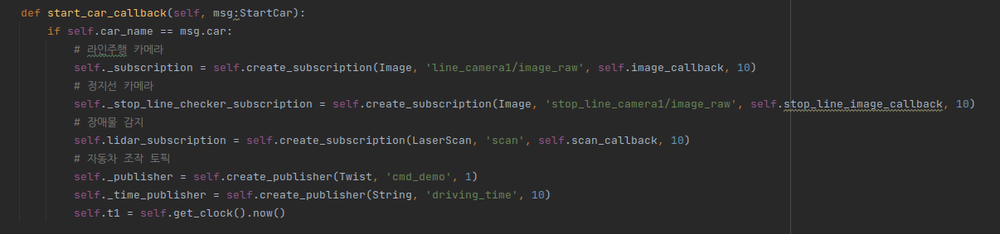 def start_car_callback(self, msg:StartCar):
if self.car_name == msg.car:
# 라인주행 카메라
self._subscription = self.create_subscription(Image, 'line_camera1/image_raw', self.image_callback, 10)
# 정지선 카메라
self._stop_line_checker_subscription = self.create_subscription(Image, 'stop_line_camera1/image_raw', self.stop_line_image_callback, 10)
# 장애물 감지
self.lidar_subscription = self.create_subscription(LaserScan, 'scan', self.scan_callback, 10)
# 자동차 조작 토픽
self._publisher = self.create_publisher(Twist, 'cmd_demo', 1)
self._time_publisher = self.create_publisher(String, 'driving_time', 10)
self.t1 = self.get_clock().now()